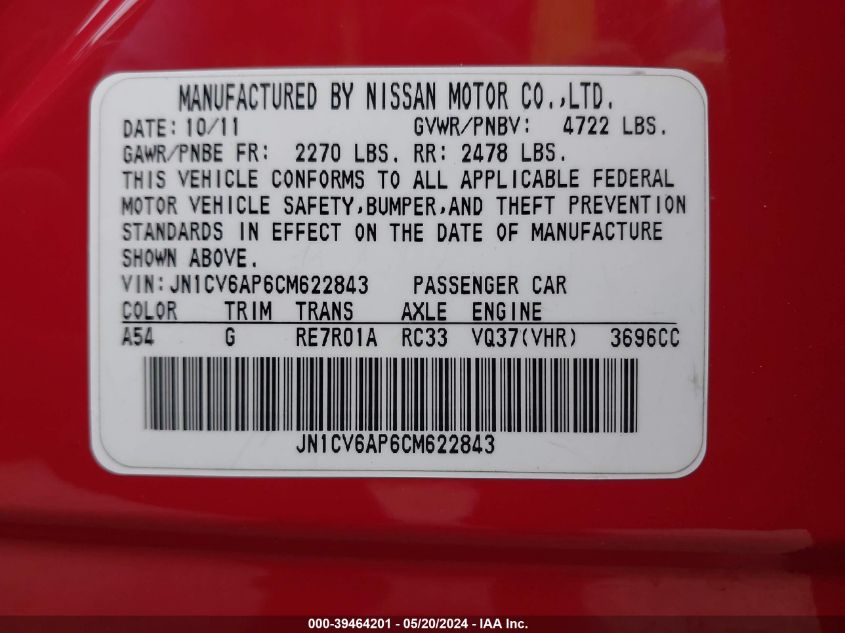 MANUFACTURED BY NISSAN MOTOR CO.,LTD.
DATE: 10/11 GVWR/PNBV: 4722 LBS.
GAWR/PNBE FR: 2270 LBS. RR: 2478 LBS.
THIS VEHICLE CONFORMS TO ALL APPLICABLE FEDERAL
MOTOR VEHICLE SAFETY,BUMPER,AND THEFT PREVENTION
STANDARDS IN EFFECT ON THE DATE OF MANUFACTURE
SHOWN ABOVE.
VIN: JN1CV6AP6CM622843 PASSENGER CAR
COLOR TRIM TRANS AXLE ENGINE
A54 G RE7R01A RC33 VQ37(VHR) 3696CC
JN1CV6AP6CM622843
000-39464201 - 05/20/2024 - IAA Inc.